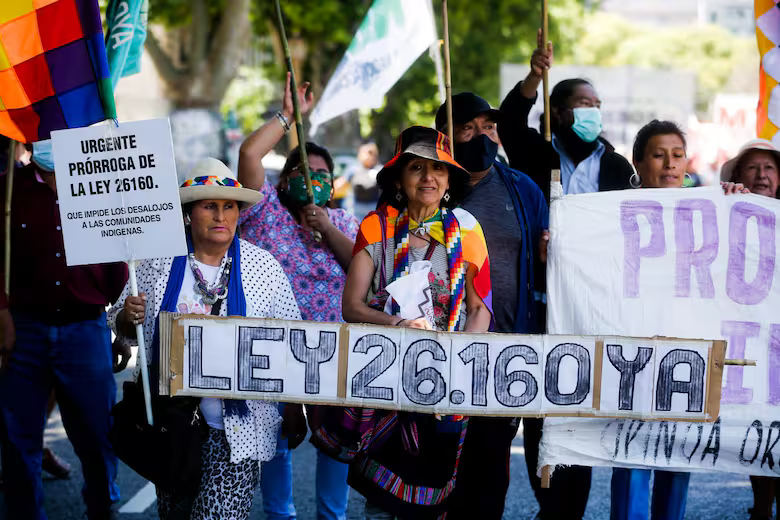 URGENTE
PRÓRROGA DE
LA LEY 26160.
QUE IMPIDE LOS DESALOJOS
A LAS COMUNIDADES
INDIGENAS.
LEY 26.160 YA
PRO